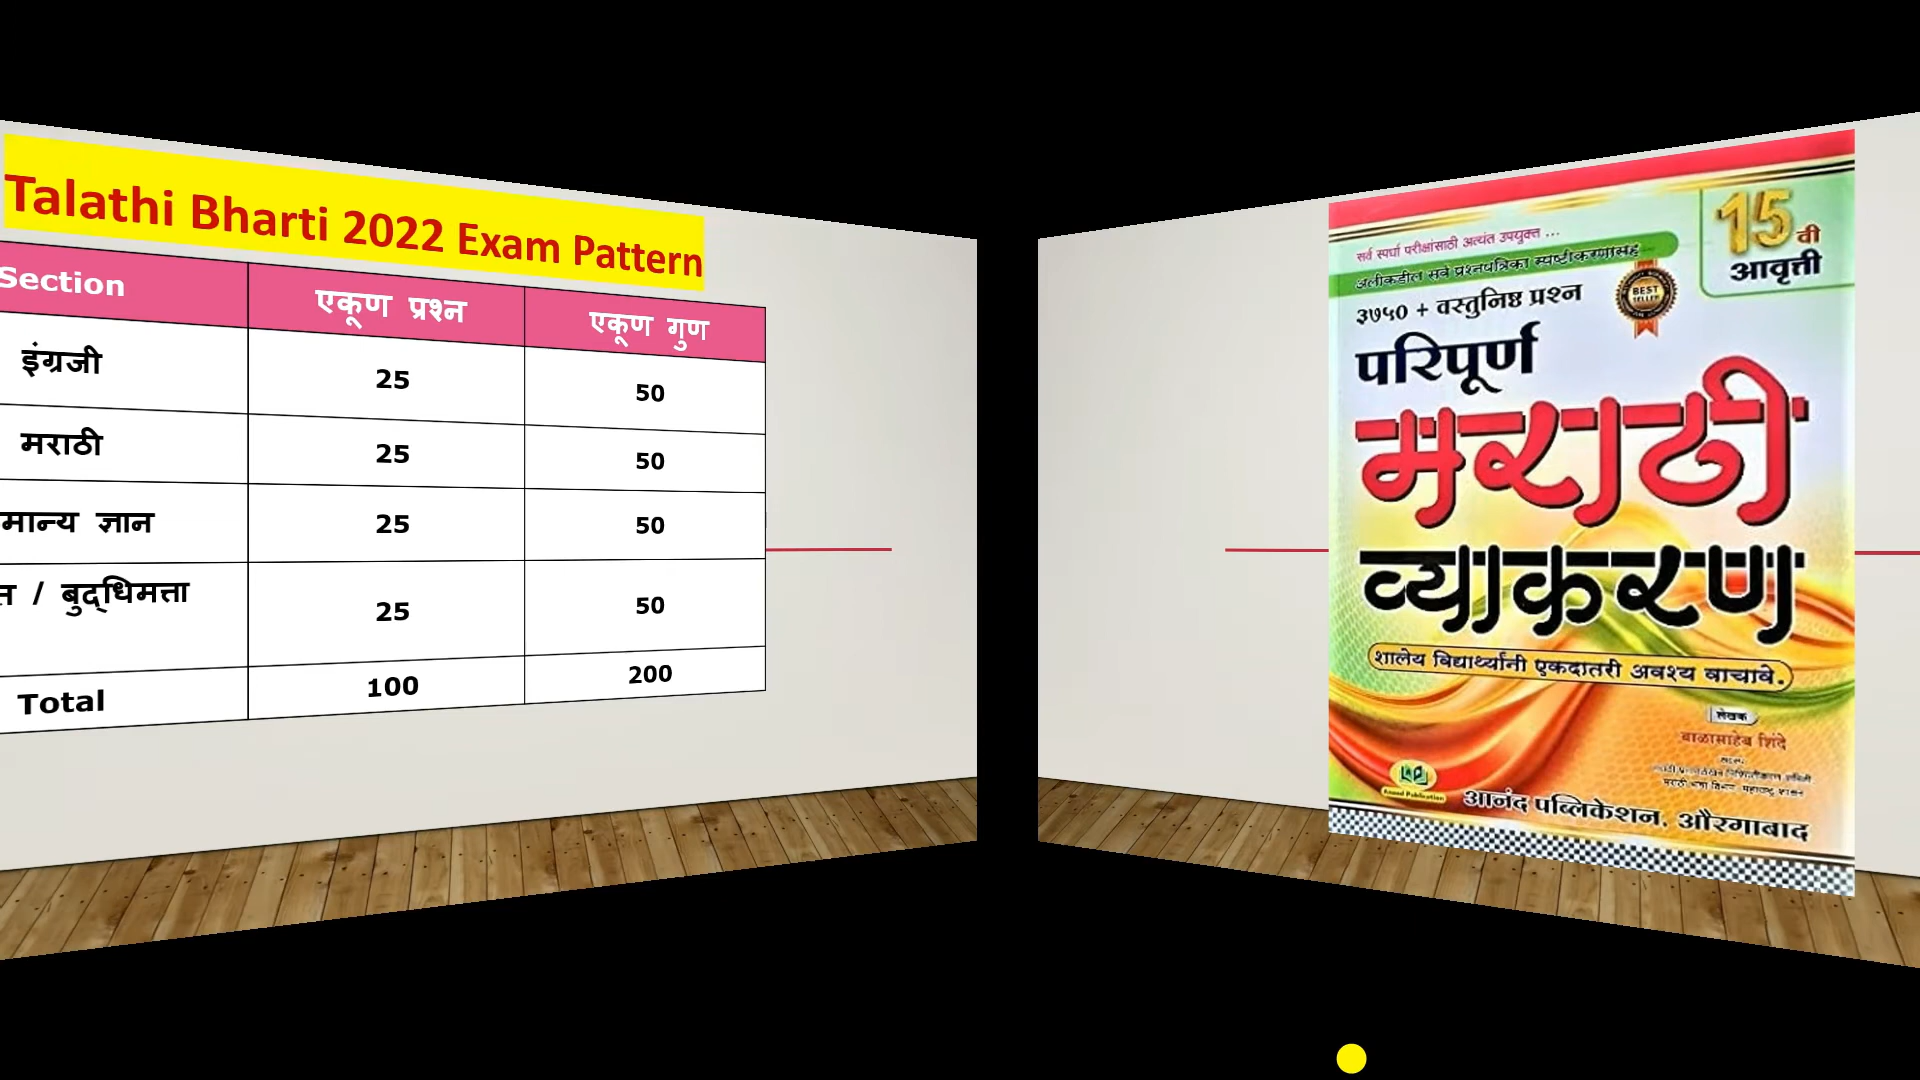 Talathi Bharti 2022 Exam Pattern
Section एकूण प्रश्न एकूण गुण
इंग्रजी 25 50
मराठी 25 50
मान्य ज्ञान 25 50
/ बुद्धिमत्ता 25 50
Total 100 200
सर्व स्पर्धा परीक्षांसाठी अत्यंत उपयुक्त ...
अलीकडील सर्व प्रश्नपत्रिका स्पष्टीकरणासह
15 वी
आवृत्ती
३७५० + वस्तुनिष्ठ प्रश्न
BEST
SELLER
परिपूर्ण
मराठी
व्याकरण
शालेय विद्यार्थ्यांनी एकदातरी अवश्य वाचावे.
लेखक
बाळासाहेब शिंदे
Anand Publication
आनंद पब्लिकेशन, औरंगाबाद